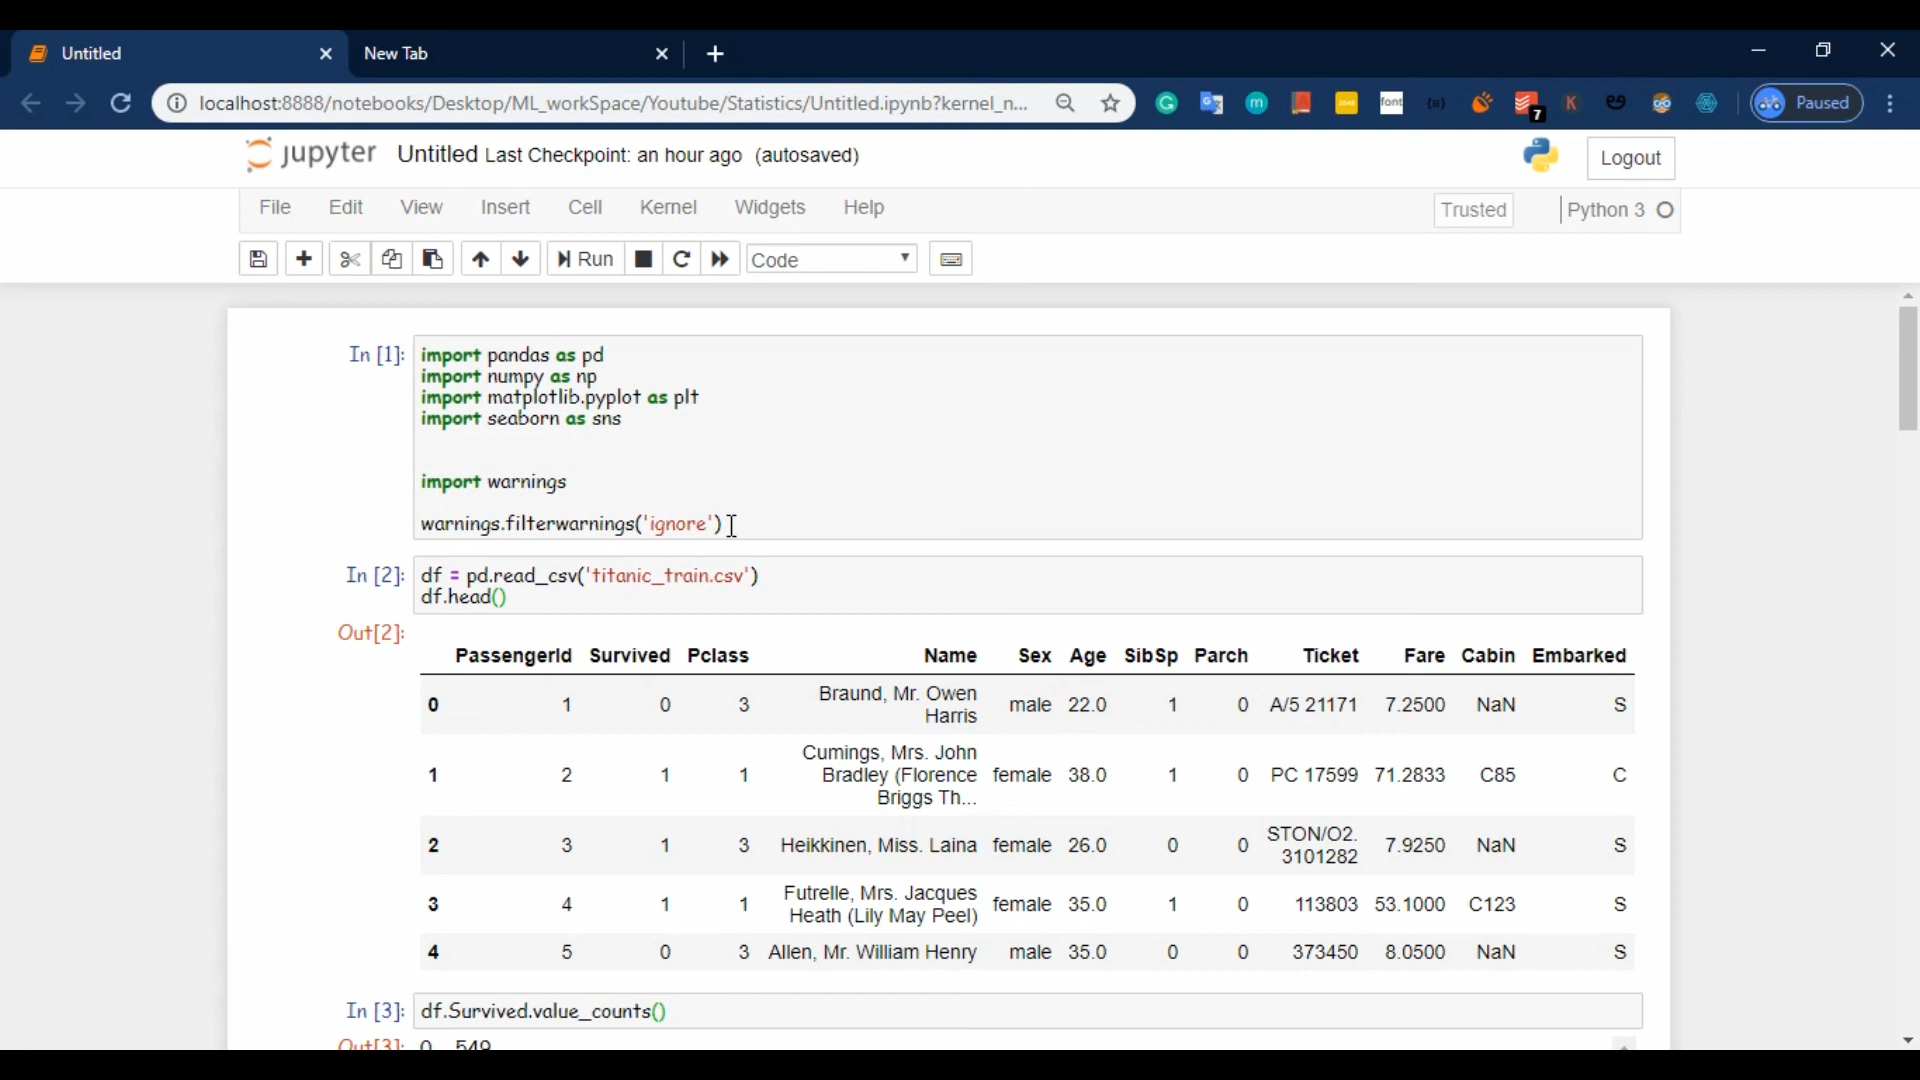 Untitled
New Tab
localhost:8888/notebooks/Desktop/ML_workSpace/Youtube/Statistics/Untitled.ipynb?kernel_n...
font
7
K
Paused
jupyter Untitled Last Checkpoint: an hour ago (autosaved)
Logout
File Edit View Insert Cell Kernel Widgets Help
Trusted
Python 3
Run
Code
In [1]:
import pandas as pd
import numpy as np
import matplotlib.pyplot as plt
import seaborn as sns
import warnings
warnings.filterwarnings('ignore')
In [2]:
df = pd.read_csv('titanic_train.csv')
df.head()
Out[2]:
PassengerId Survived Pclass Name Sex Age SibSp Parch Ticket Fare Cabin Embarked
0 1 0 3 Braund, Mr. Owen Harris male 22.0 1 0 A/5 21171 7.2500 NaN S
1 2 1 1 Cumings, Mrs. John Bradley (Florence Briggs Th... female 38.0 1 0 PC 17599 71.2833 C85 C
2 3 1 3 Heikkinen, Miss. Laina female 26.0 0 0 STON/O2. 3101282 7.9250 NaN S
3 4 1 1 Futrelle, Mrs. Jacques Heath (Lily May Peel) female 35.0 1 0 113803 53.1000 C123 S
4 5 0 3 Allen, Mr. William Henry male 35.0 0 0 373450 8.0500 NaN S
In [3]:
df.Survived.value_counts()
Out[3]:
0 549